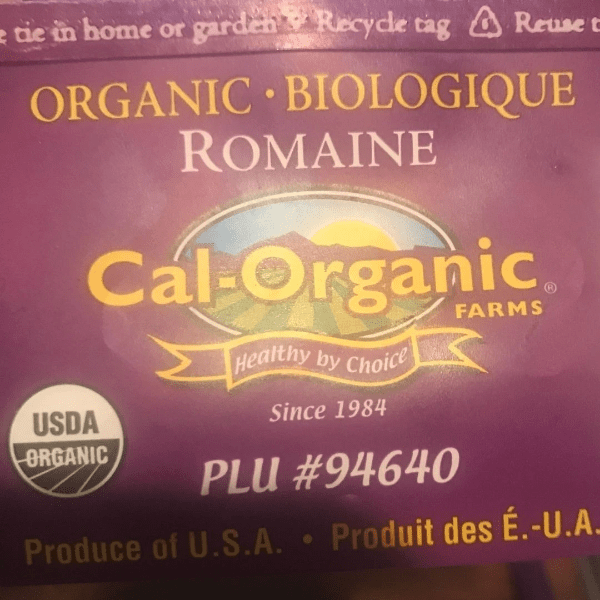 tie in home or garden Recycle tag Reuse
ORGANIC • BIOLOGIQUE
ROMAINE
Cal-Organic®
FARMS
Healthy by Choice
Since 1984
USDA
ORGANIC
PLU #94640
Produce of U.S.A. • Produit des É.-U.A.